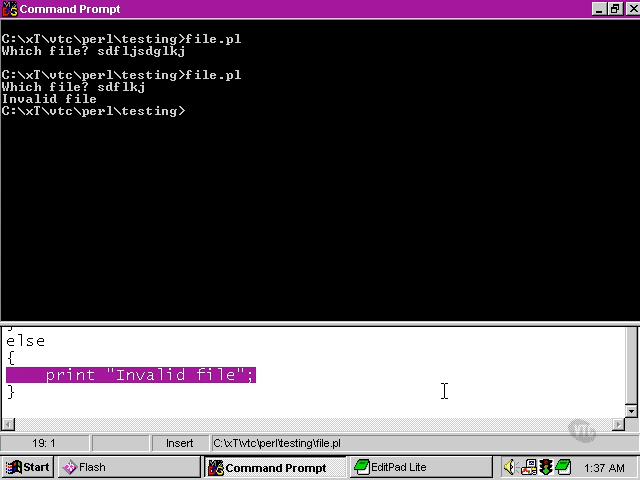 Command Prompt
C:\xT\vtc\perl\testing>file.pl
Which file? sdfljsdglkj
C:\xT\vtc\perl\testing>file.pl
Which file? sdflkj
Invalid file
C:\xT\vtc\perl\testing>
}
else
{
    print "Invalid file";
}
VTC
19: 1 Insert C:\xT\vtc\perl\testing\file.pl
Start Flash Command Prompt EditPad Lite 1:37 AM